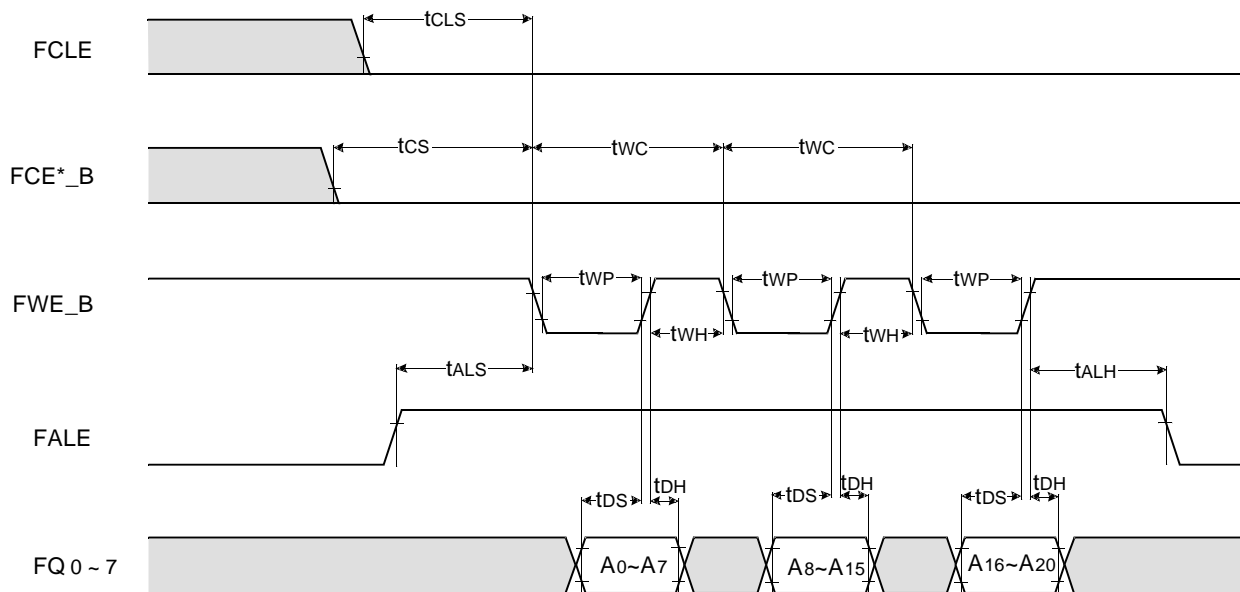 FCLE tCLS
FCE*_B tCS tWC tWC
FWE_B tWP tWP tWP
tWH tWH
tALS tALH
FALE
tDS tDH tDS tDH tDS tDH
FQ 0 ~ 7 A0~A7 A8~A15 A16~A20